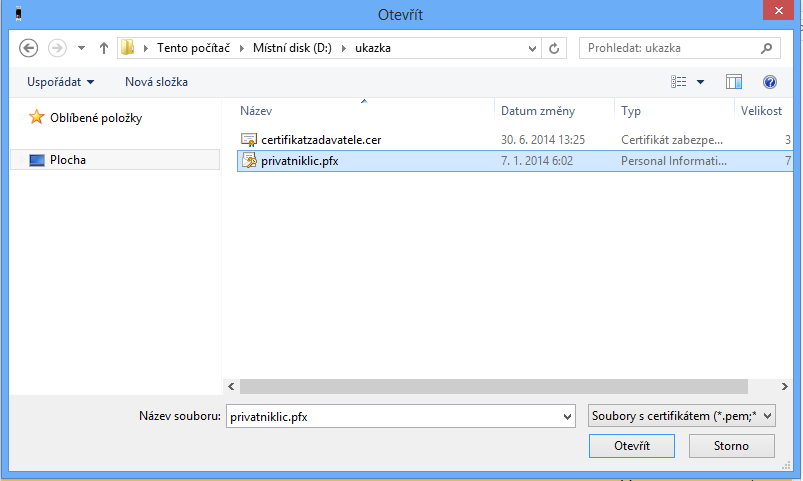 Otevřít
Tento počítač
Místní disk (D:)
ukazka
Prohledat: ukazka
Uspořádat
Nová složka
Oblíbené položky
Plocha
Název
Datum změny
Typ
Velikost
certifikatzadavatele.cer
30. 6. 2014 13:25
Certifikát zabezpe...
3
privatniklic.pfx
7. 1. 2014 6:02
Personal Informati...
7
Název souboru:
privatniklic.pfx
Soubory s certifikátem (*.pem;*
Otevřít
Storno